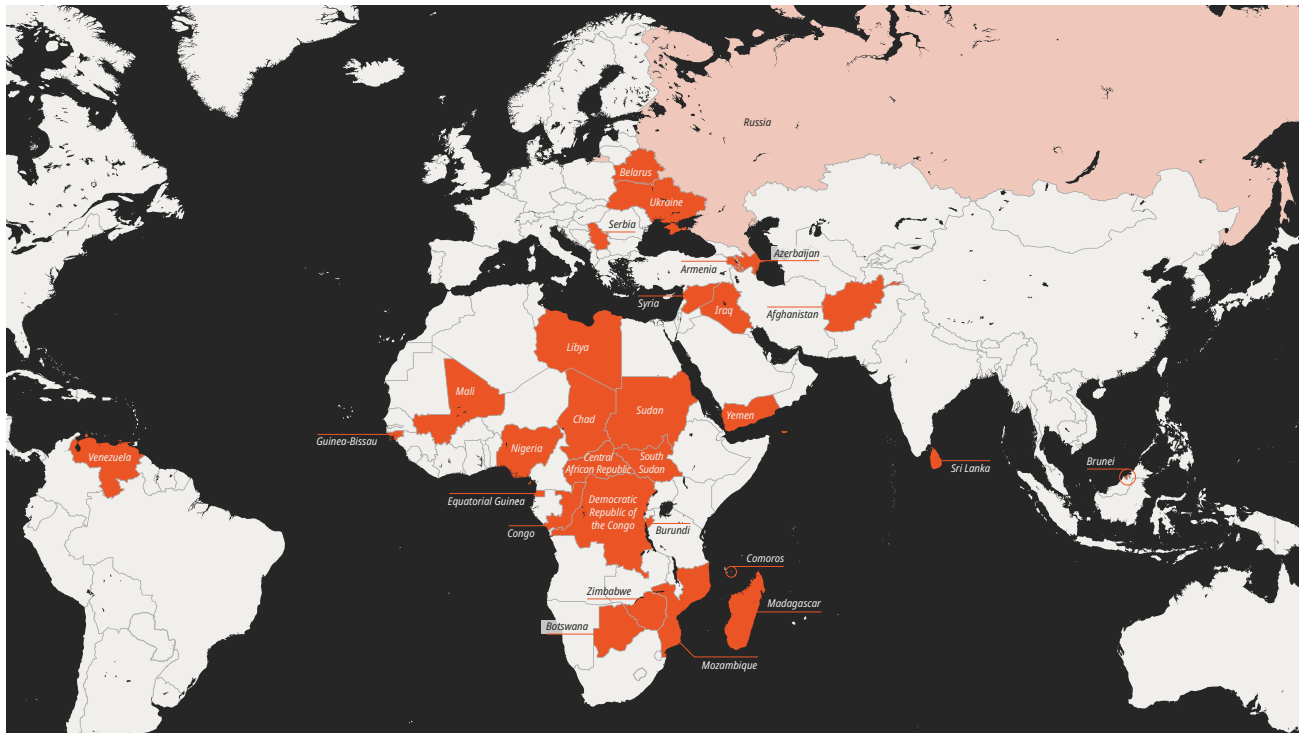 Russia
Belarus
Ukraine
Serbia
Azerbaijan
Armenia
Syria
Iraq
Afghanistan
Libya
Mali
Chad
Sudan
Yemen
Guinea-Bissau
Nigeria
Venezuela
Central
African Republic
South
Sudan
Sri Lanka
Brunei
Equatorial Guinea
Democratic
Republic of
the Congo
Congo
Burundi
Comoros
Zimbabwe
Madagascar
Botswana
Mozambique